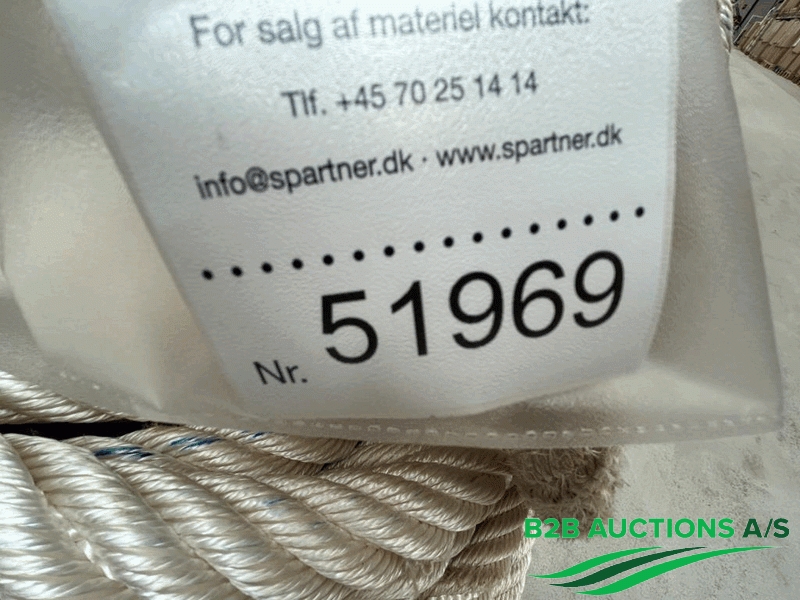 For salg af materiel kontakt:
Tlf. +45 70 25 14 14
info@spartner.dk · www.spartner.dk
Nr. 51969
B2B AUCTIONS A/S